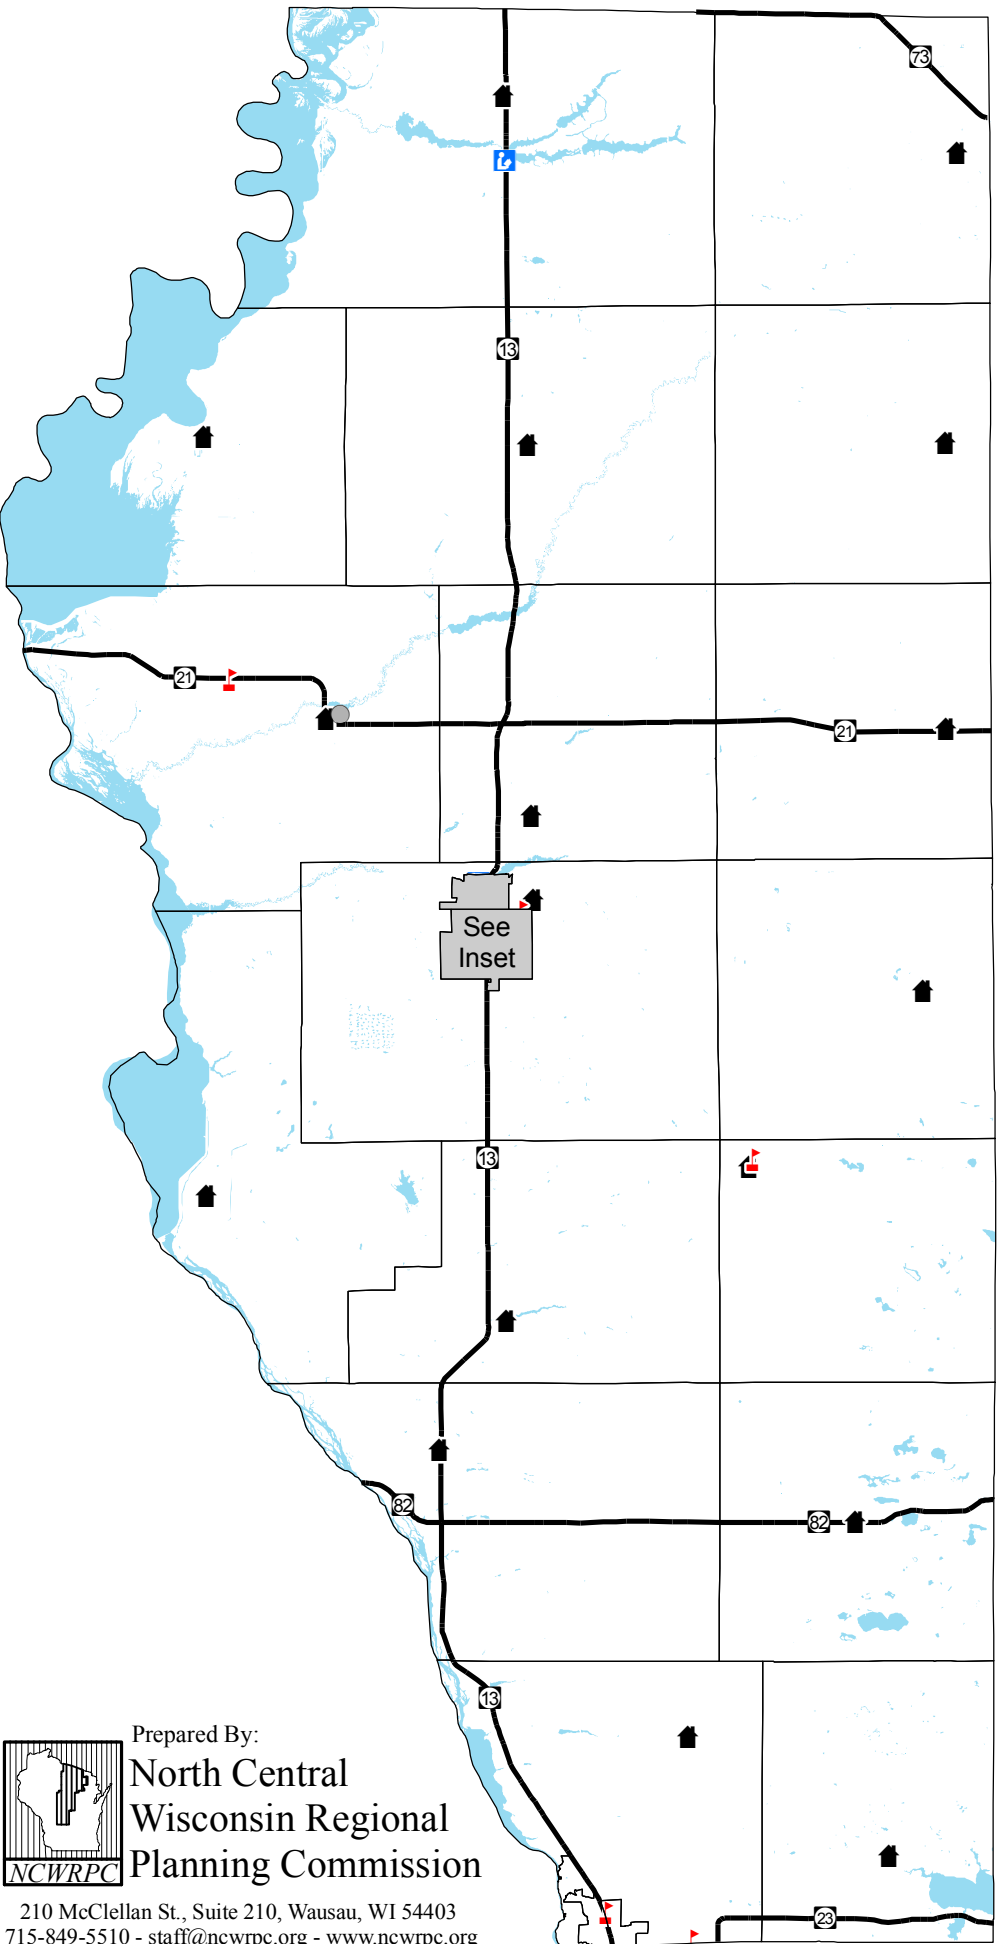 73
13
21
21
See
Inset
13
82
82
13
Prepared By:
North Central
Wisconsin Regional
Planning Commission
NCWRPC
210 McClellan St., Suite 210, Wausau, WI 54403
715-849-5510 - staff@ncwrpc.org - www.ncwrpc.org
23